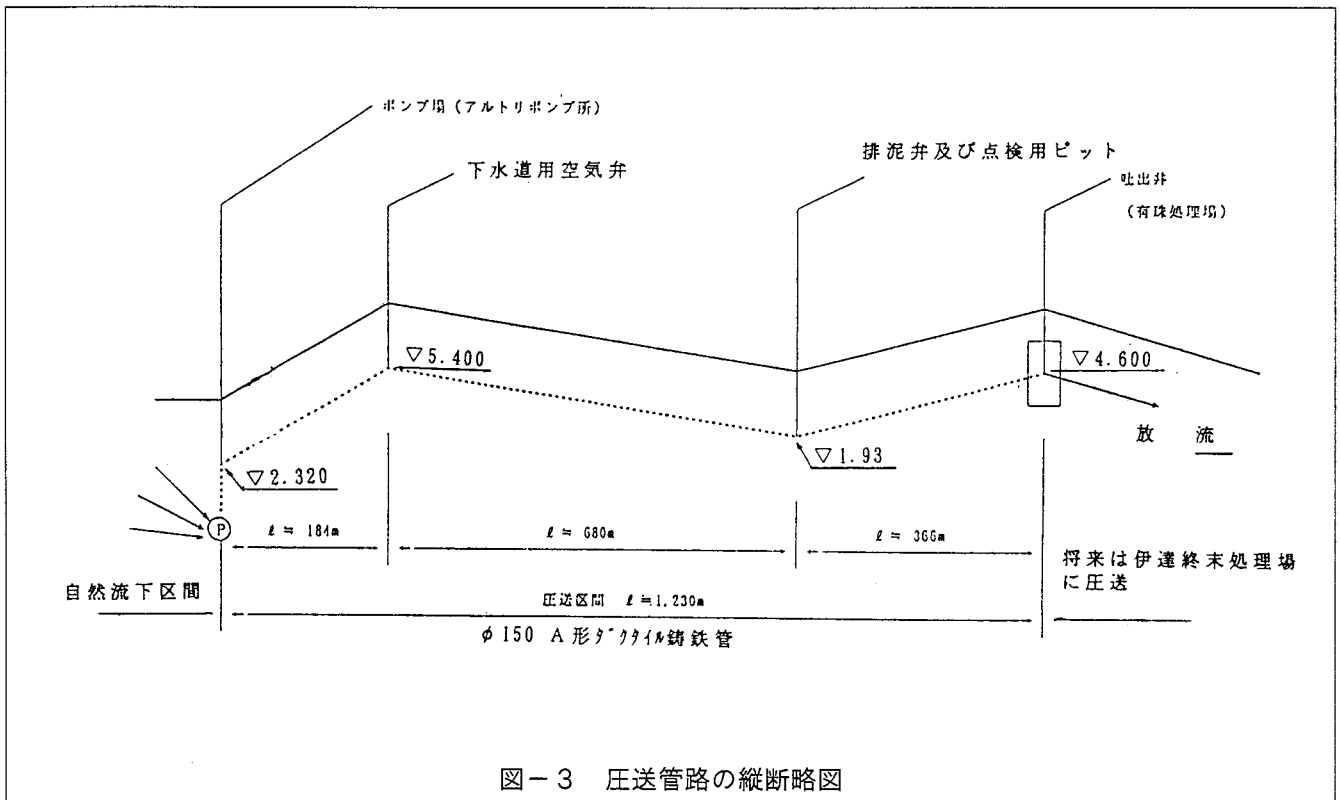 ポンプ場（アルトリポンプ所）
下水道用空気弁
排泥弁及び点検用ピット
吐出井
（有珠処理場）
▽5.400
▽4.600
放 流
▽1.93
▽2.320
P
ℓ ≒ 184m
ℓ ≒ 680m
ℓ ≒ 366m
自然流下区間
将来は伊達終末処理場
に圧送
圧送区間 ℓ≒1.230m
φ150 A形ダクタイル鋳鉄管
図－3 圧送管路の縦断略図